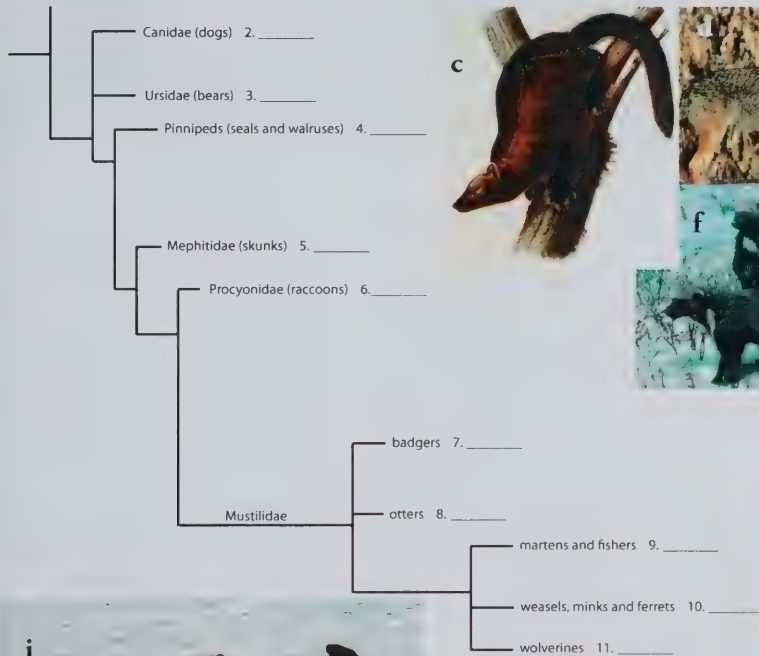 Canidae (dogs) 2. ________
c
d
Ursidae (bears) 3. ________
Pinnipeds (seals and walruses) 4. ________
f
Mephitidae (skunks) 5. ________
Procyonidae (raccoons) 6. ________
badgers 7. ________
Mustilidae
otters 8. ________
martens and fishers 9. ________
weasels, minks and ferrets 10. ________
wolverines 11. ________
i